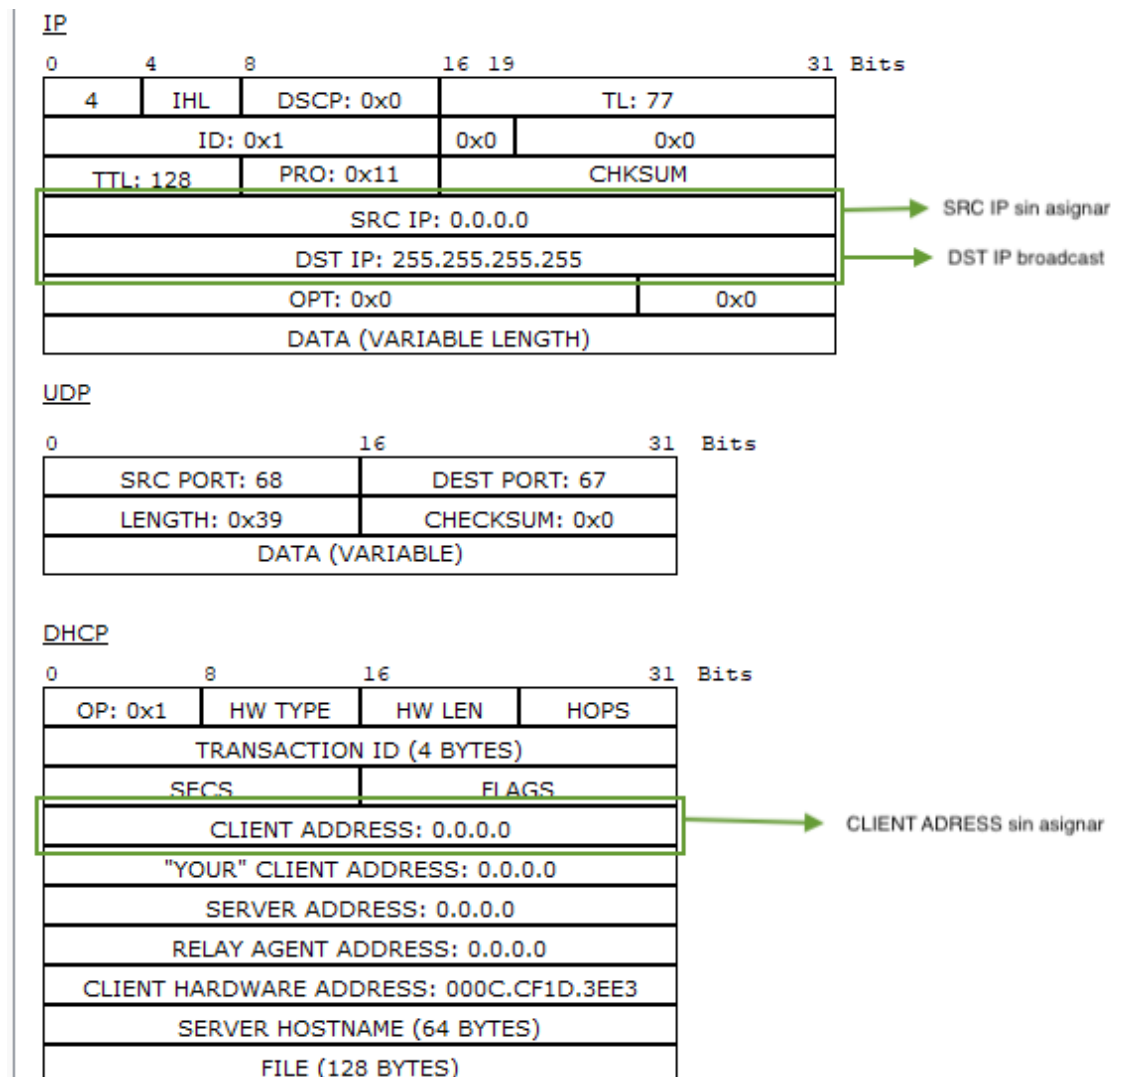 IP
0 4 8 16 19 31 Bits
4 IHL DSCP: 0x0 TL: 77
ID: 0x1 0x0 0x0
TTL: 128 PRO: 0x11 CHKSUM
SRC IP: 0.0.0.0 SRC IP sin asignar
DST IP: 255.255.255.255 DST IP broadcast
OPT: 0x0 0x0
DATA (VARIABLE LENGTH)
UDP
0 16 31 Bits
SRC PORT: 68 DEST PORT: 67
LENGTH: 0x39 CHECKSUM: 0x0
DATA (VARIABLE)
DHCP
0 8 16 31 Bits
OP: 0x1 HW TYPE HW LEN HOPS
TRANSACTION ID (4 BYTES)
SECS FLAGS
CLIENT ADDRESS: 0.0.0.0 CLIENT ADRESS sin asignar
"YOUR" CLIENT ADDRESS: 0.0.0.0
SERVER ADDRESS: 0.0.0.0
RELAY AGENT ADDRESS: 0.0.0.0
CLIENT HARDWARE ADDRESS: 000C.CF1D.3EE3
SERVER HOSTNAME (64 BYTES)
FILE (128 BYTES)